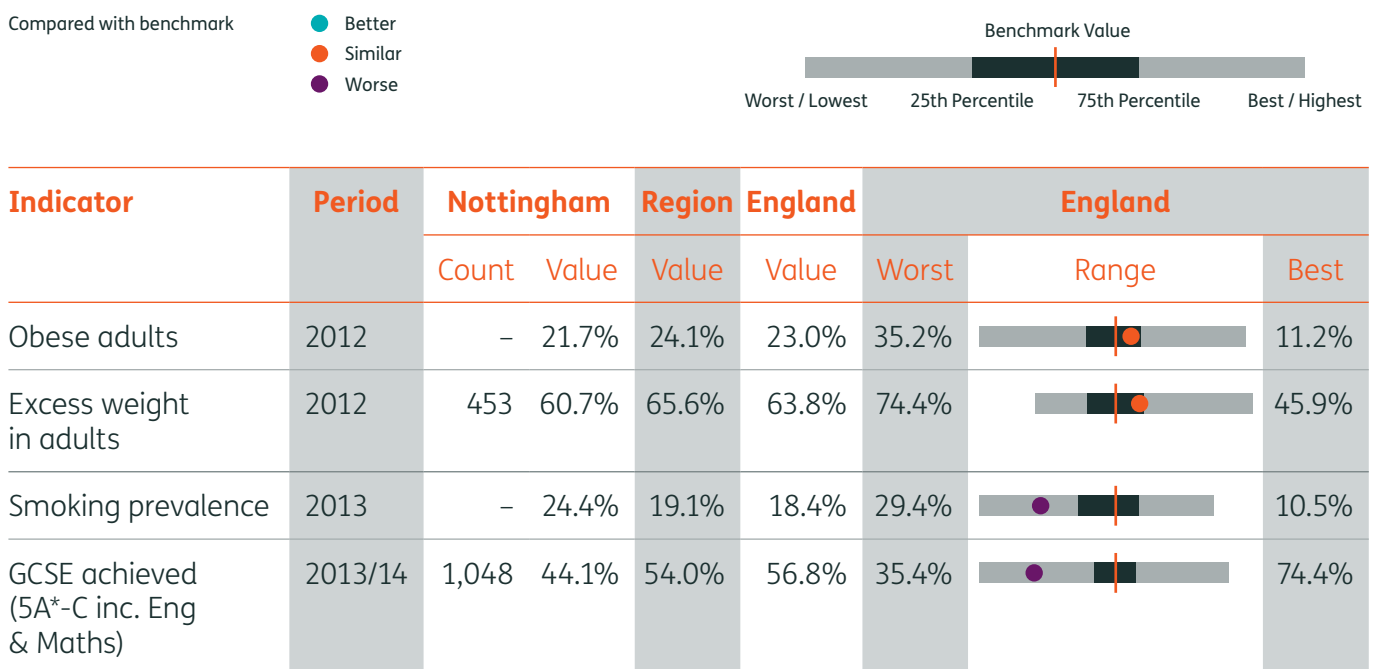 Compared with benchmark
Better
Similar
Worse
Benchmark Value
Worst / Lowest 25th Percentile 75th Percentile Best / Highest
Indicator Period Nottingham Region England England
Count Value Value Value Worst Range Best
Obese adults 2012 – 21.7% 24.1% 23.0% 35.2% 11.2%
Excess weight 2012 453 60.7% 65.6% 63.8% 74.4% 45.9%
in adults
Smoking prevalence 2013 – 24.4% 19.1% 18.4% 29.4% 10.5%
GCSE achieved 2013/14 1,048 44.1% 54.0% 56.8% 35.4% 74.4%
(5A*-C inc. Eng
& Maths)